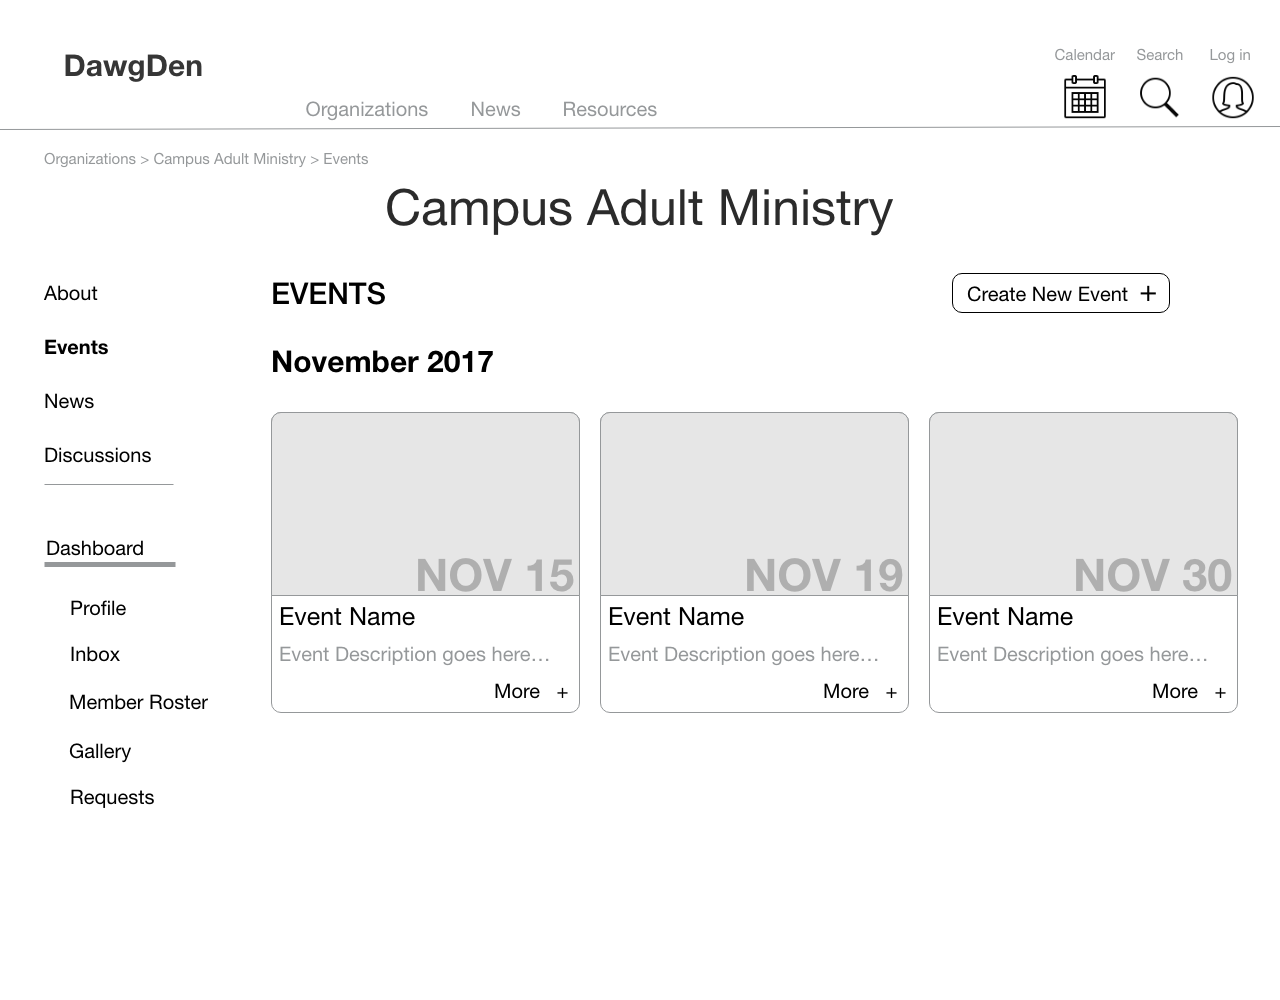 DawgDen
Calendar Search Log in
Organizations News Resources
Organizations > Campus Adult Ministry > Events
Campus Adult Ministry
About
Events
News
Discussions
Dashboard
Profile
Inbox
Member Roster
Gallery
Requests
EVENTS
Create New Event +
November 2017
NOV 15
Event Name
Event Description goes here…
More +
NOV 19
Event Name
Event Description goes here…
More +
NOV 30
Event Name
Event Description goes here…
More +